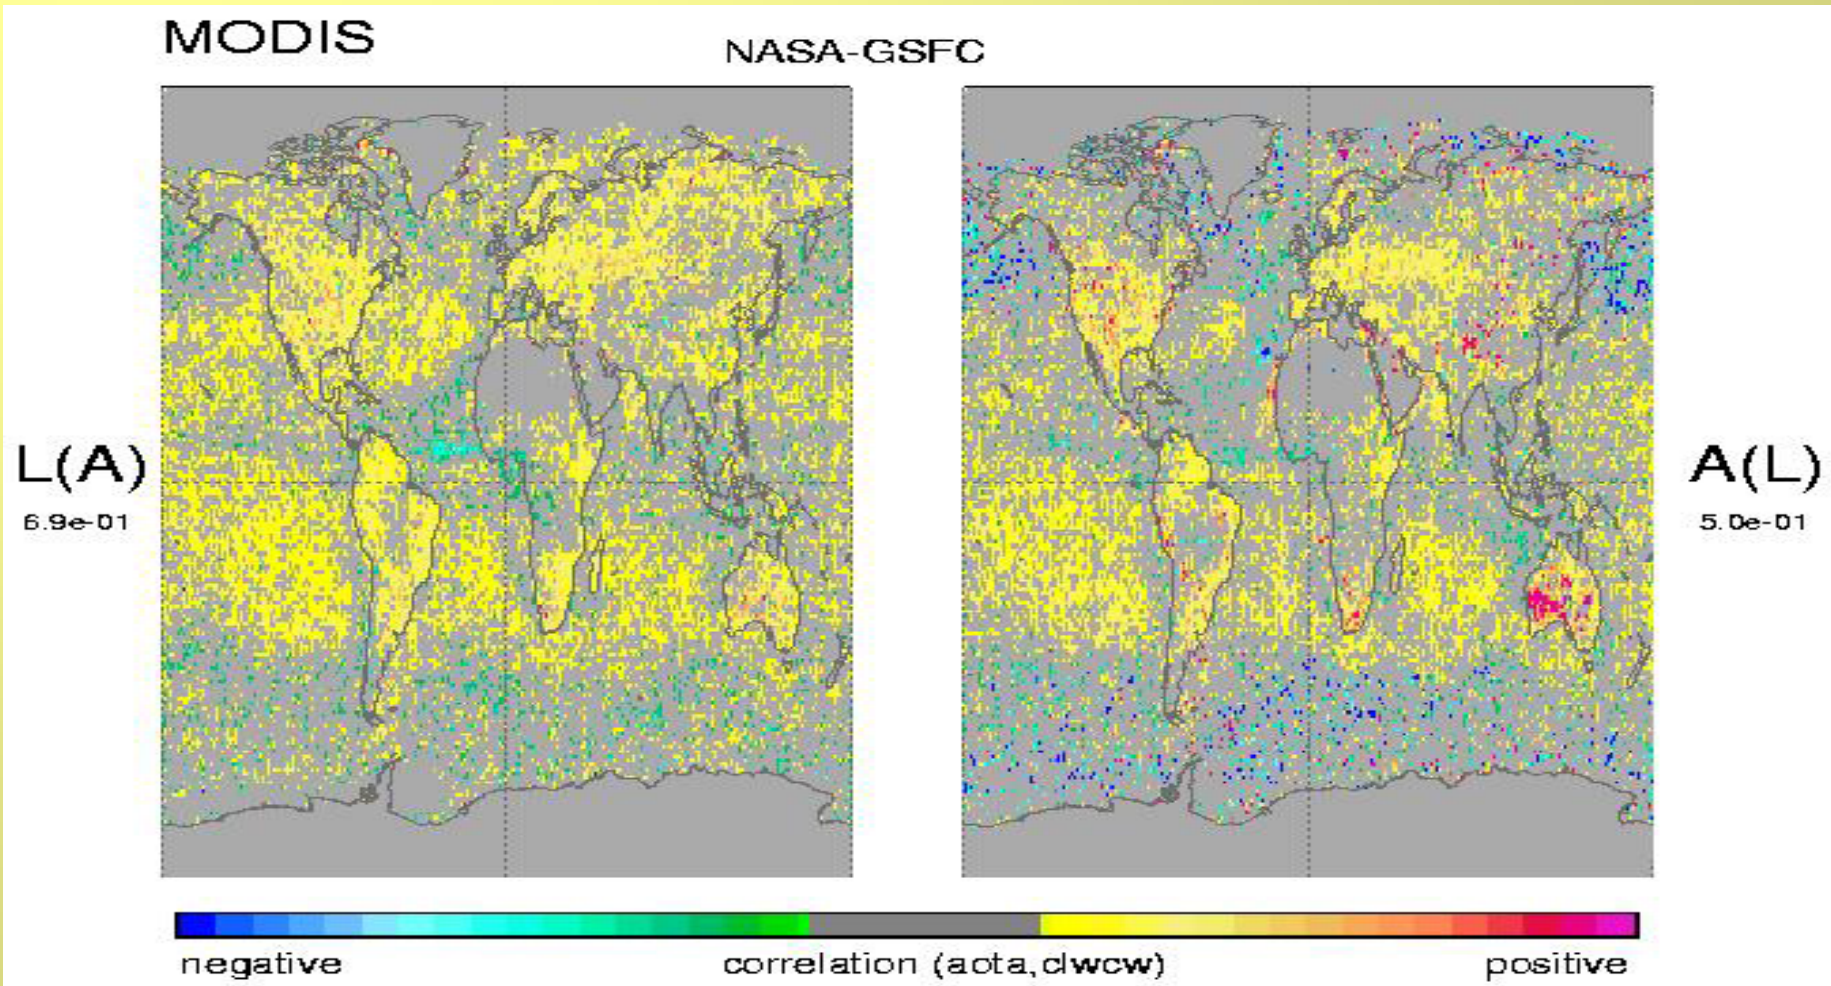 MODIS
NASA-GSFC
L(A)
6.9e-01
A(L)
5.0e-01
negative
correlation (aota,clwcw)
positive